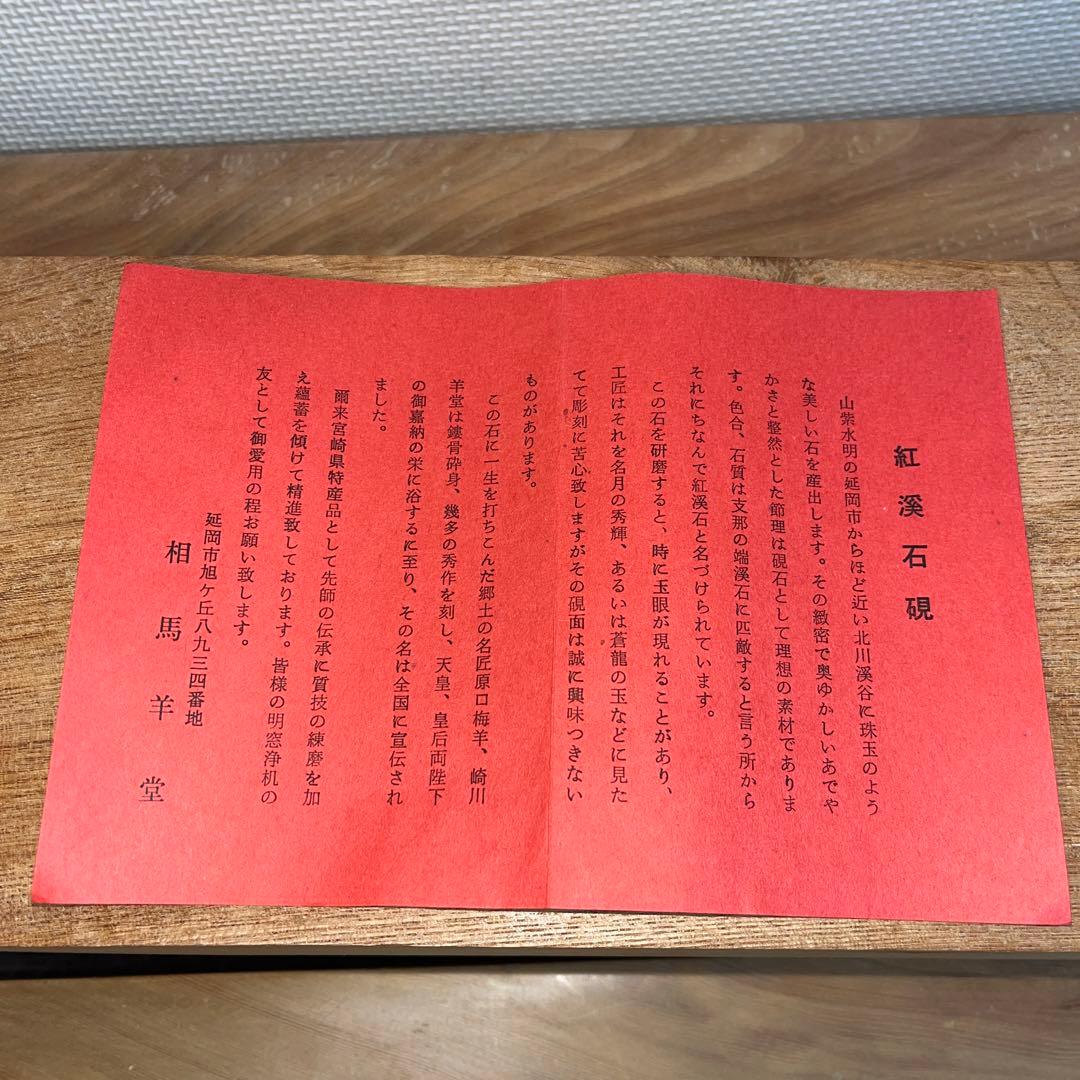 紅溪石硯
山紫水明の延岡市からほど近い北川溪谷に珠玉のよう
な美しい石を産出します。その緻密で奥ゆかしいあでや
かさと整然とした節理は硯石として理想の素材でありま
す。色合、石質は支那の端溪石に匹敵すると言う所から
それにちなんで紅溪石と名づけられています。
この石を研磨すると、時に玉眼が現れることがあり、
工匠はそれを名月の秀輝、あるいは蒼龍の玉などに見た
てて彫刻に苦心致しますがその硯面は誠に興味つきない
ものがあります。
この石に一生を打ちこんだ郷土の名匠原口梅羊、崎川
羊堂は鏤骨砕身、幾多の秀作を刻し、天皇、皇后両陛下
の御嘉納の栄に浴するに至り、その名は全国に宣伝され
ました。
爾来宮崎県特産品として先師の伝承に質技の練磨を加
え蘊蓄を傾けて精進致しております。皆様の明窓浄机の
友として御愛用の程お願い致します。
延岡市旭ヶ丘八九三四番地
相馬羊堂